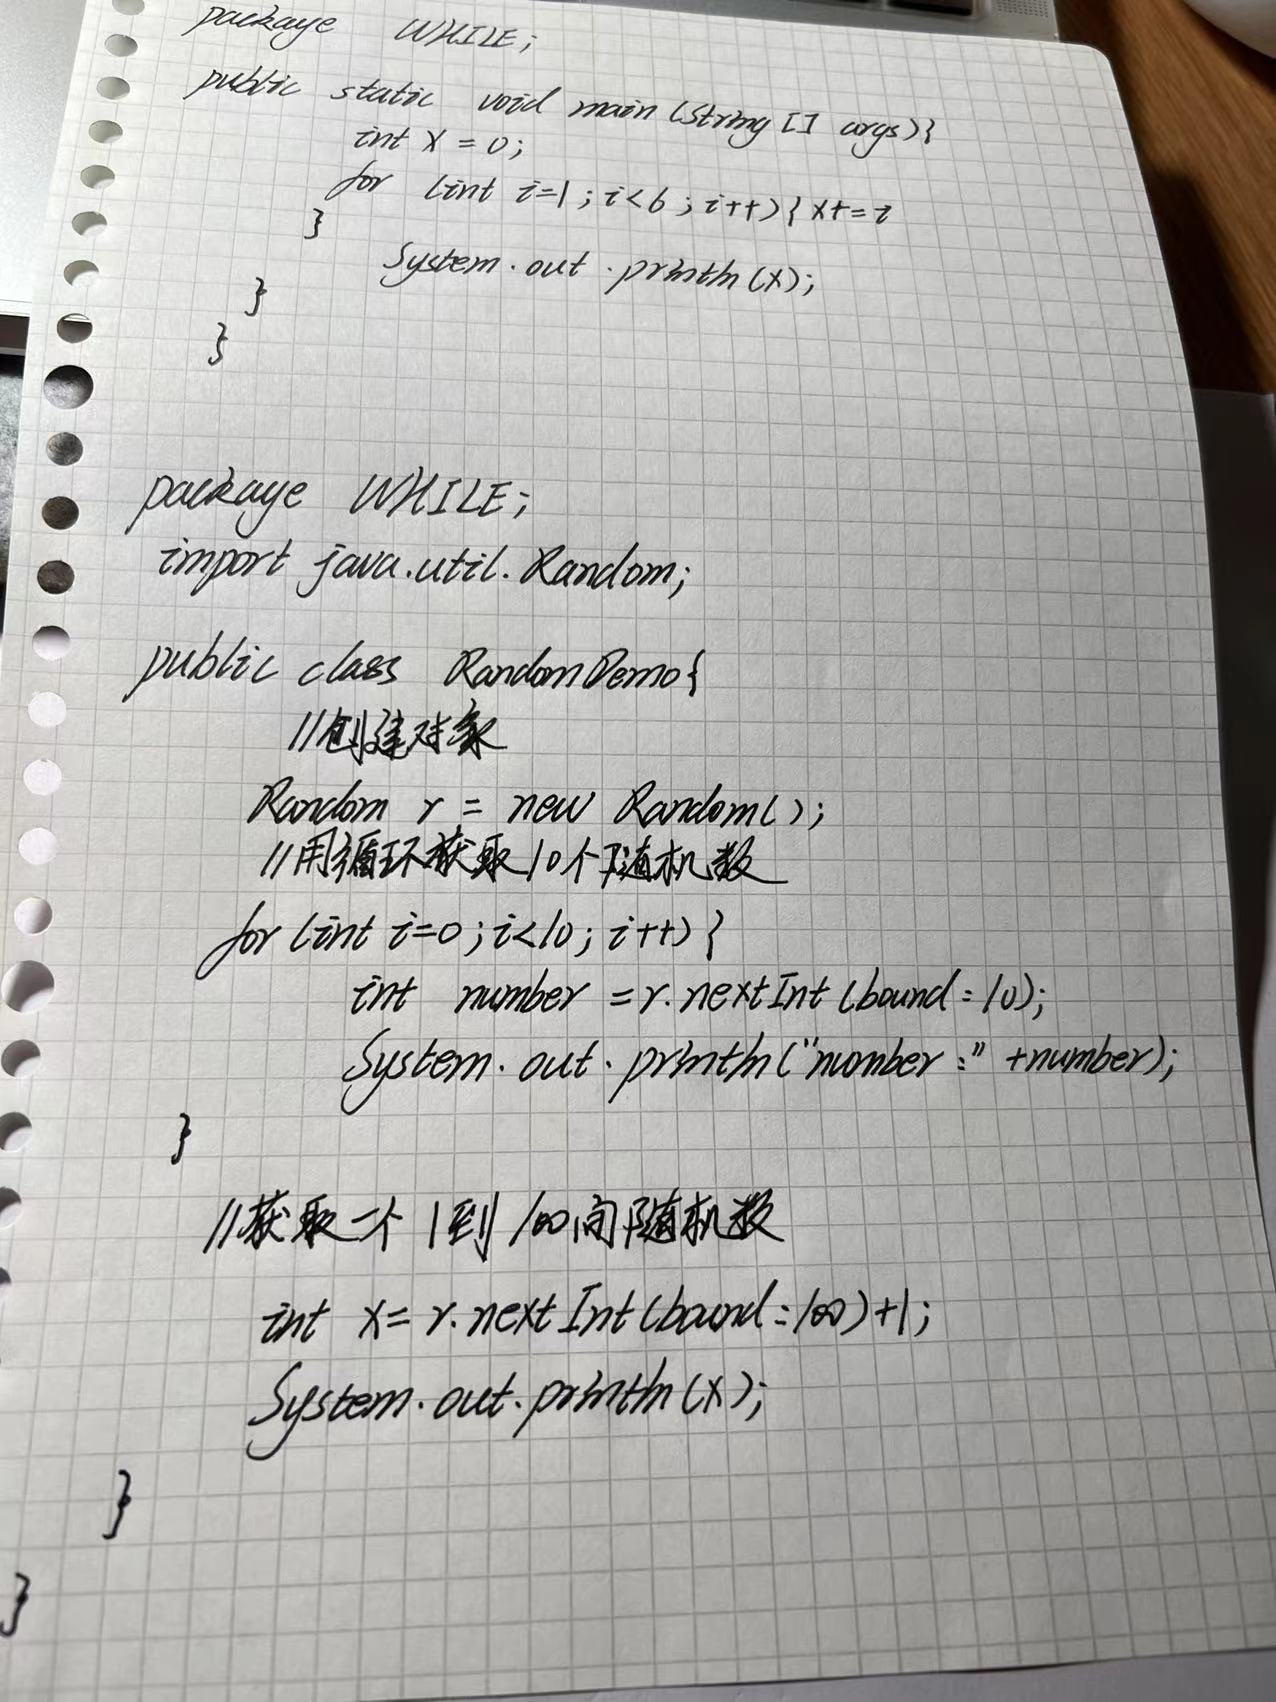 package WHILE;
public static void main (String [] args) {
int x = 0;
for (int i=1; i<6; i++) { x+=i
}
System.out.println(x);
}
}
package WHILE;
import java.util.Random;
public class RandomDemo{
//创建对象
Random r = new Random();
//用循环获取10个随机数
for (int i=0; i<10; i++) {
int number = r.nextInt(bound:10);
System.out.println("number:" +number);
}
//获取一个1到100间随机数
int x= r.nextInt(bound:100)+1;
System.out.println(x);
}
}